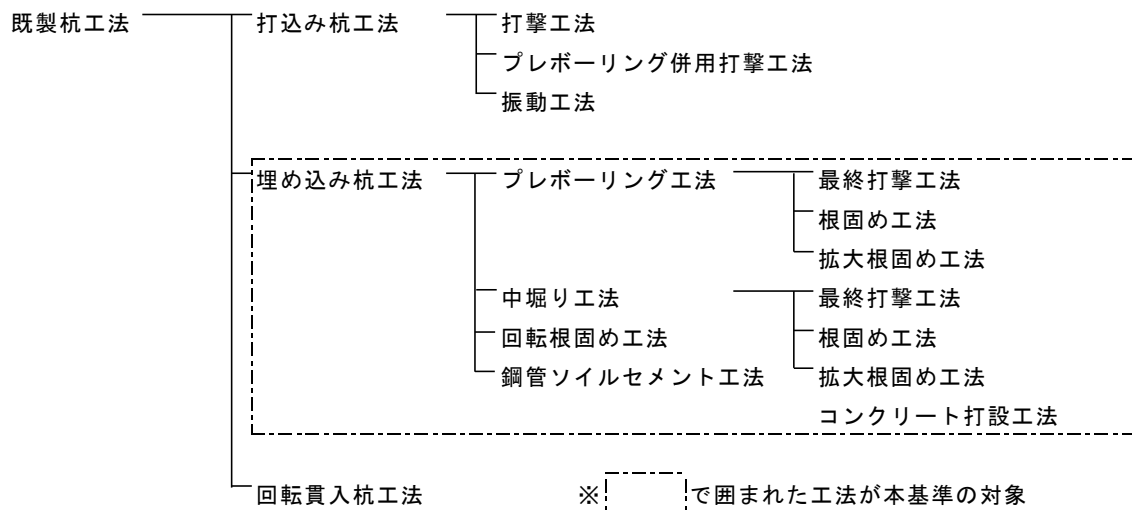 既製杭工法 打込み杭工法 打撃工法
プレボーリング併用打撃工法
振動工法
埋め込み杭工法 プレボーリング工法 最終打撃工法
根固め工法
拡大根固め工法
中堀り工法 最終打撃工法
回転根固め工法 根固め工法
鋼管ソイルセメント工法 拡大根固め工法
コンクリート打設工法
回転貫入杭工法 ※ で囲まれた工法が本基準の対象